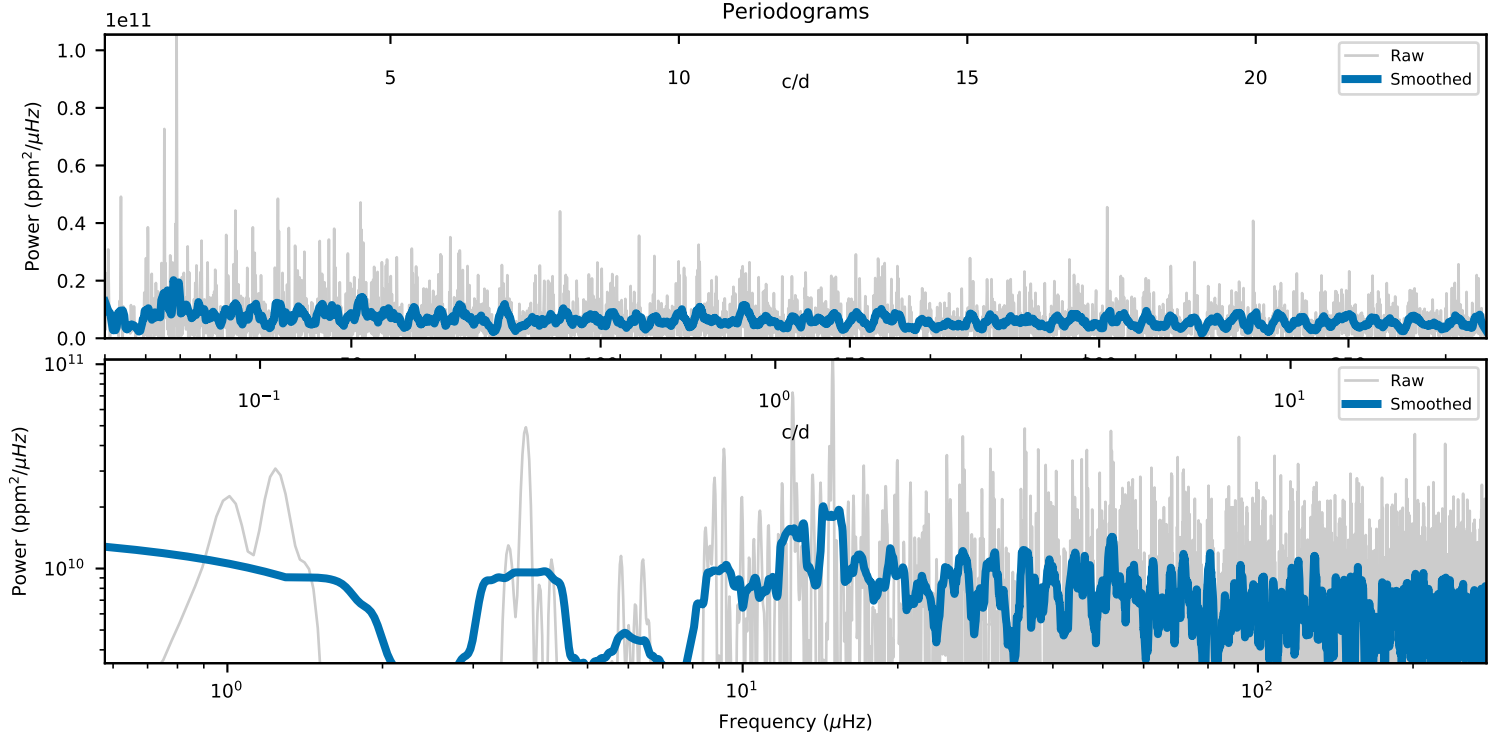 Periodograms
1e11
5 10 15 20
c/d
Raw
Smoothed
1.0
0.8
0.6
0.4
0.2
0.0
Power (ppm²/μHz)
10¹¹
10⁻¹ 10⁰ 10¹
c/d
Raw
Smoothed
10¹⁰
Power (ppm²/μHz)
10⁰ 10¹ 10²
Frequency (μHz)